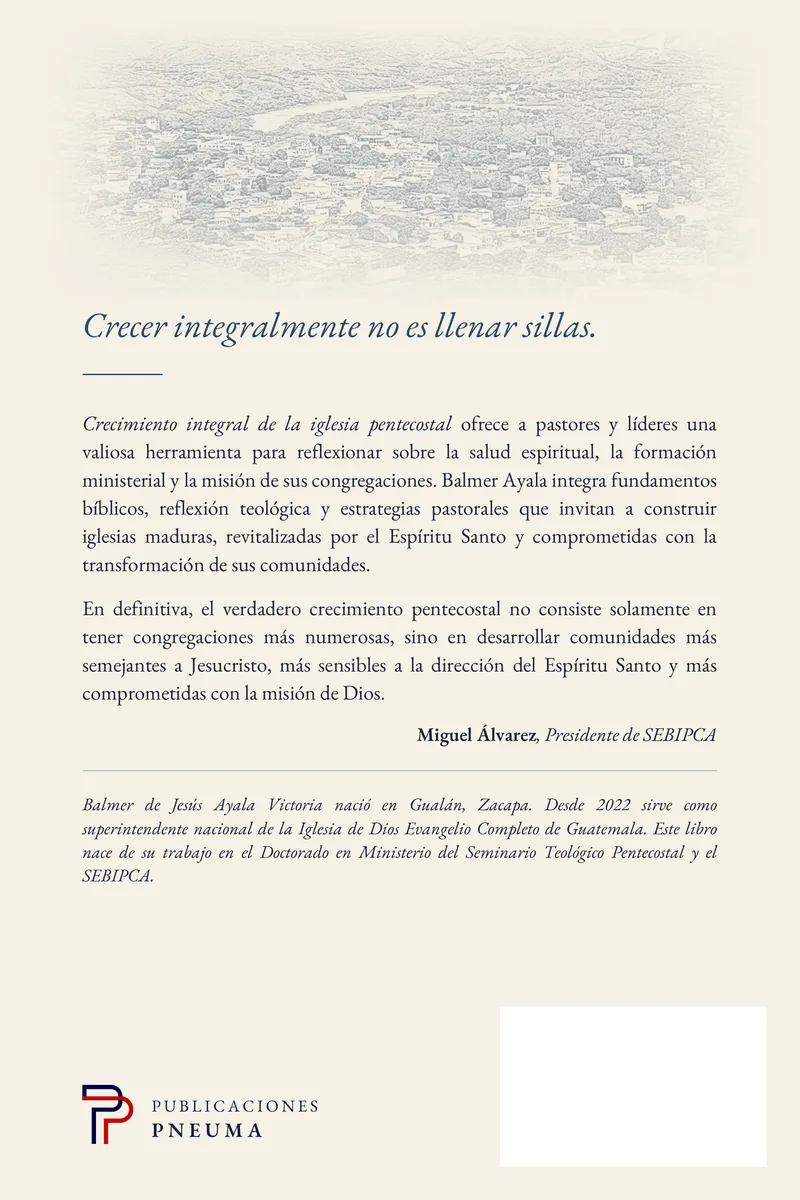 Crecer integralmente no es llenar sillas.
Crecimiento integral de la iglesia pentecostal ofrece a pastores y líderes una
valiosa herramienta para reflexionar sobre la salud espiritual, la formación
ministerial y la misión de sus congregaciones. Balmer Ayala integra fundamentos
bíblicos, reflexión teológica y estrategias pastorales que invitan a construir
iglesias maduras, revitalizadas por el Espíritu Santo y comprometidas con la
transformación de sus comunidades.
En definitiva, el verdadero crecimiento pentecostal no consiste solamente en
tener congregaciones más numerosas, sino en desarrollar comunidades más
semejantes a Jesucristo, más sensibles a la dirección del Espíritu Santo y más
comprometidas con la misión de Dios.
Miguel Álvarez, Presidente de SEBIPCA
Balmer de Jesús Ayala Victoria nació en Gualán, Zacapa. Desde 2022 sirve como
superintendente nacional de la Iglesia de Dios Evangelio Completo de Guatemala. Este libro
nace de su trabajo en el Doctorado en Ministerio del Seminario Teológico Pentecostal y el
SEBIPCA.
PUBLICACIONES
PNEUMA